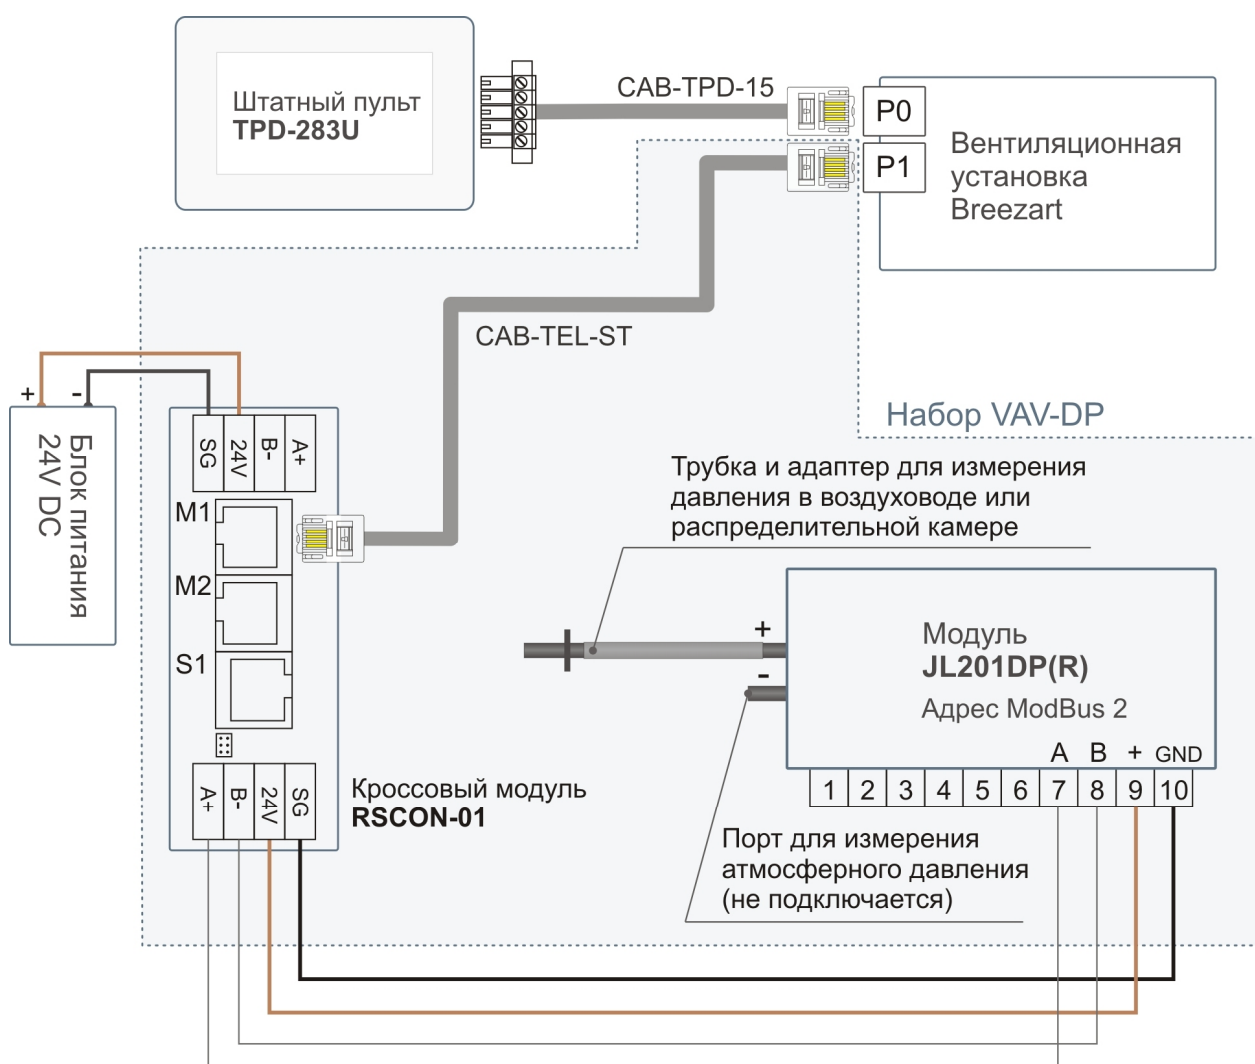 Штатный пульт
TPD-283U
CAB-TPD-15
P0
P1
Вентиляционная
установка
Breezart
CAB-TEL-ST
Набор VAV-DP
+
-
Блок питания
24V DC
SG
24V
B-
A+
M1
M2
S1
A+
B-
24V
SG
Кроссовый модуль
RSCON-01
Трубка и адаптер для измерения
давления в воздуховоде или
распределительной камере
+
-
Модуль
JL201DP(R)
Адрес ModBus 2
A B + GND
1 2 3 4 5 6 7 8 9 10
Порт для измерения
атмосферного давления
(не подключается)